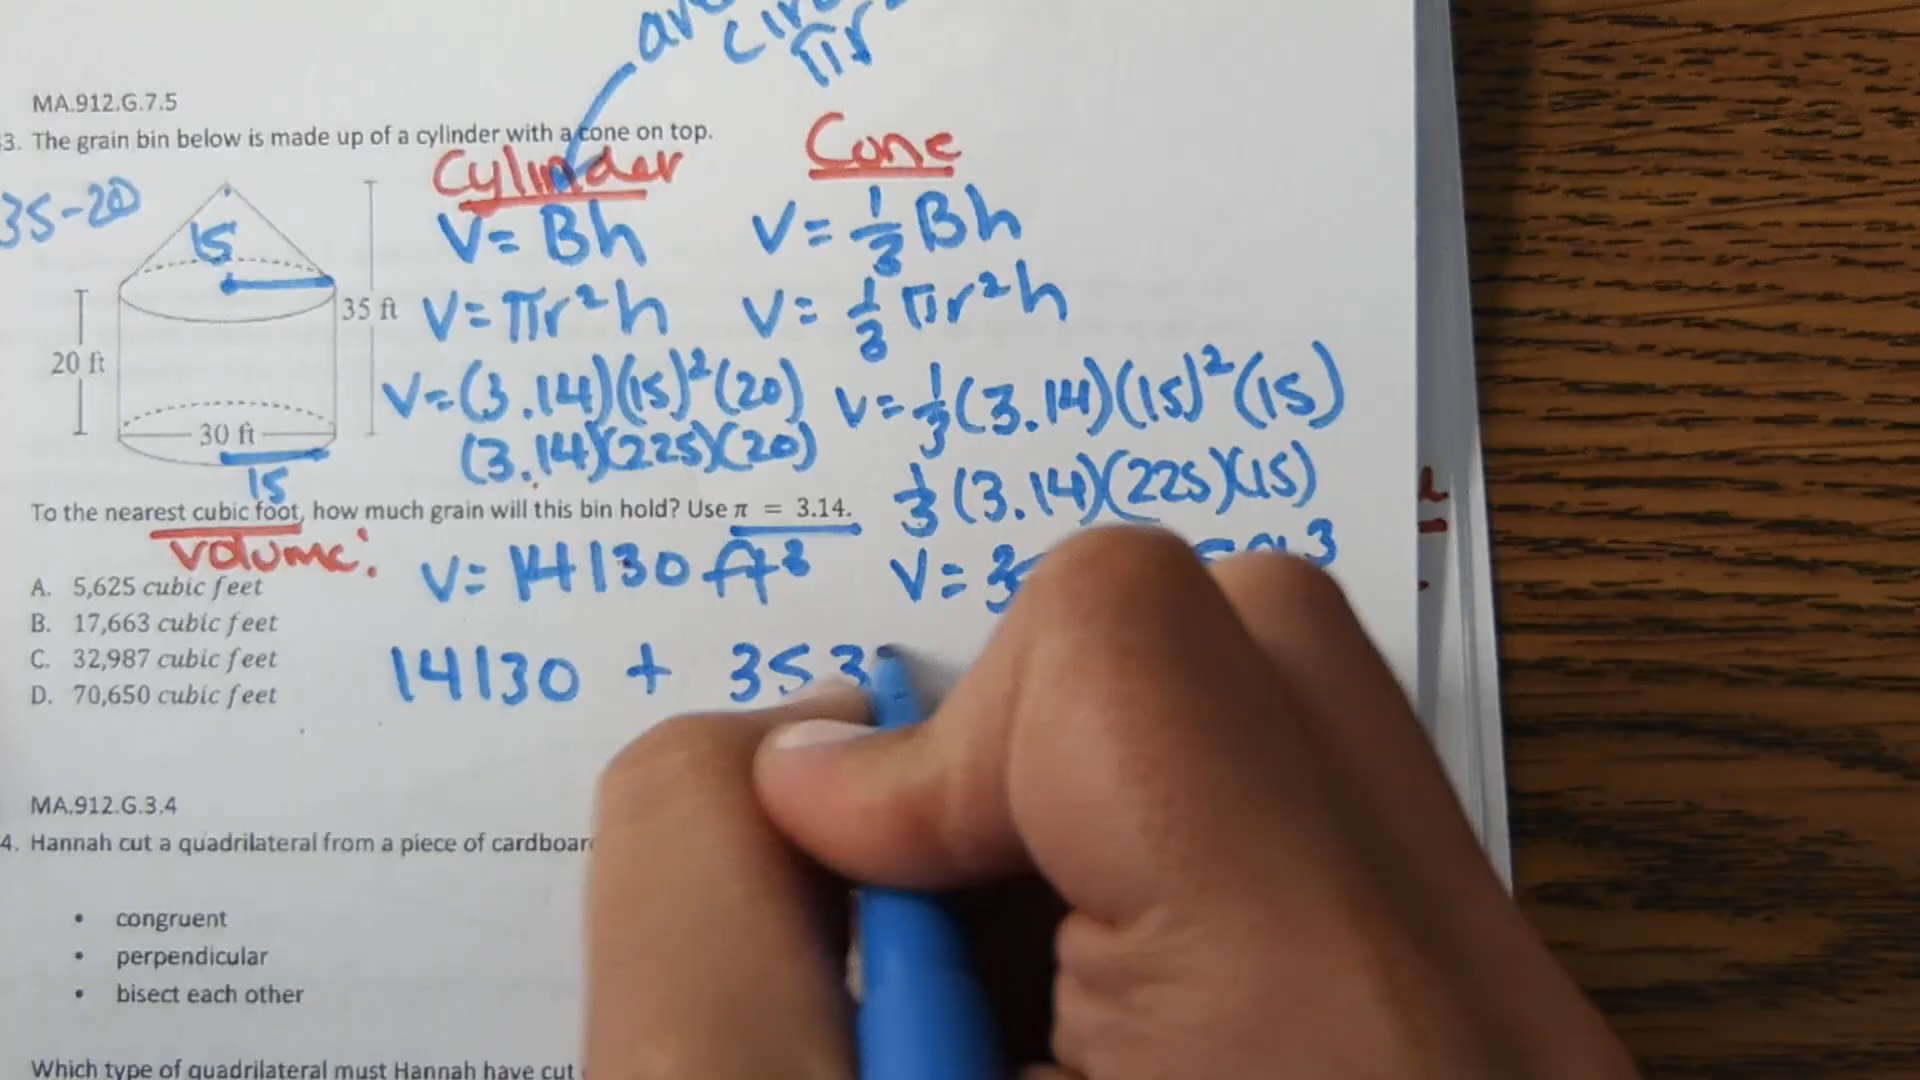 πr
MA.912.G.7.5
3. The grain bin below is made up of a cylinder with a cone on top.
Cylinder
Cone
35-20
15
V= Bh
V= 1/3 Bh
35 ft
V= πr²h
V= 1/3 πr²h
20 ft
V=(3.14)(15)²(20)
V=1/3(3.14)(15)²(15)
30 ft
(3.14)(225)(20)
15
1/3 (3.14)(225)(15)
To the nearest cubic foot, how much grain will this bin hold? Use π = 3.14.
volume:
V= 14130 ft³
V=
A. 5,625 cubic feet
B. 17,663 cubic feet
C. 32,987 cubic feet
D. 70,650 cubic feet
14130 + 353
MA.912.G.3.4
4. Hannah cut a quadrilateral from a piece of cardboar
• congruent
• perpendicular
• bisect each other
Which type of quadrilateral must Hannah have cut